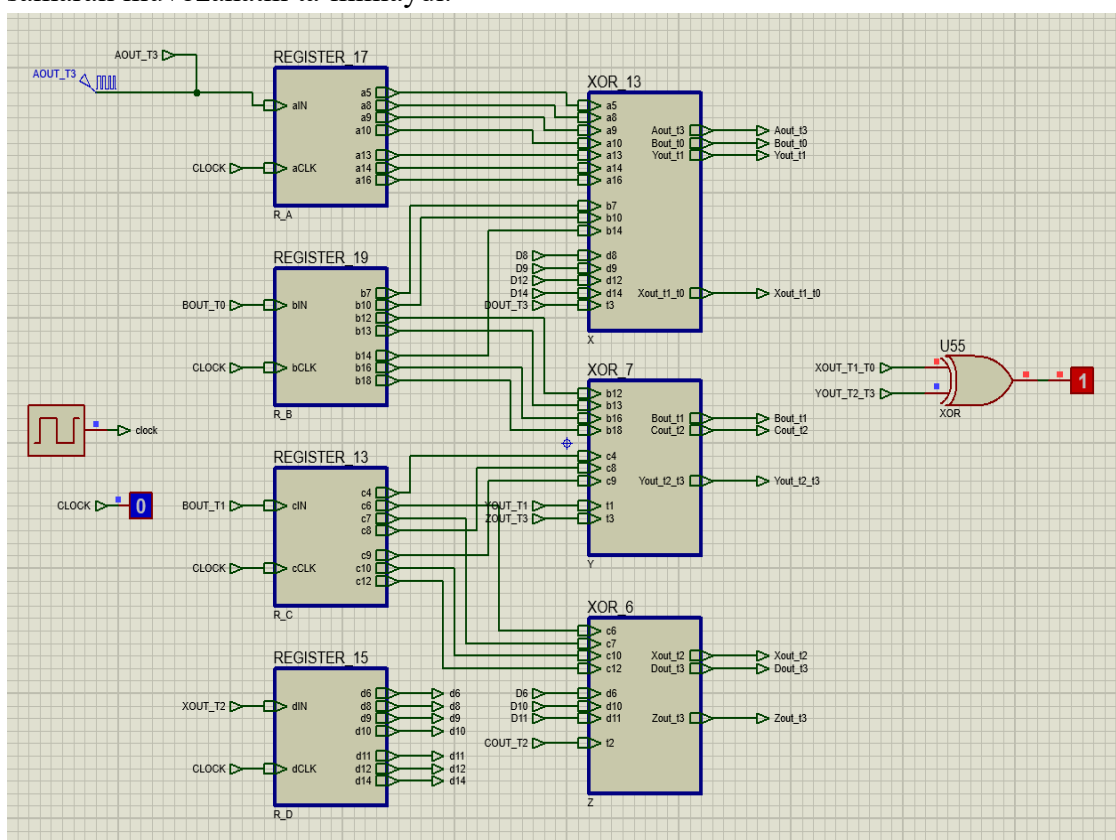 AOUT_T3
AOUT_T3
REGISTER_17
aIN
CLOCK
aCLK
a5
a8
a9
a10
a13
a14
a16
R_A
REGISTER_19
BOUT_T0
bIN
CLOCK
bCLK
b7
b10
b12
b13
b14
b16
b18
R_B
clock
CLOCK
0
REGISTER_13
BOUT_T1
cIN
CLOCK
cCLK
c4
c6
c7
c8
c9
c10
c12
R_C
REGISTER_15
XOUT_T2
dIN
CLOCK
dCLK
d6 d6
d8 d8
d9 d9
d10 d10
d11 d11
d12 d12
d14 d14
R_D
XOR_13
a5
a8
a9
a10
a13
a14
a16
b7
b10
b14
D8 d8
D9 d9
D12 d12
D14 d14
DOUT_T3 t3
Aout_t3 Aout_t3
Bout_t0 Bout_t0
Yout_t1 Yout_t1
Xout_t1_t0 Xout_t1_t0
X
XOR_7
b12
b13
b16
b18
c4
c8
c9
YOUT_T1 t1
ZOUT_T3 t3
Bout_t1 Bout_t1
Cout_t2 Cout_t2
Yout_t2_t3 Yout_t2_t3
Y
XOR_6
c6
c7
c10
c12
D6 d6
D10 d10
D11 d11
COUT_T2 t2
Xout_t2 Xout_t2
Dout_t3 Dout_t3
Zout_t3 Zout_t3
Z
U55
XOUT_T1_T0
YOUT_T2_T3
XOR
1